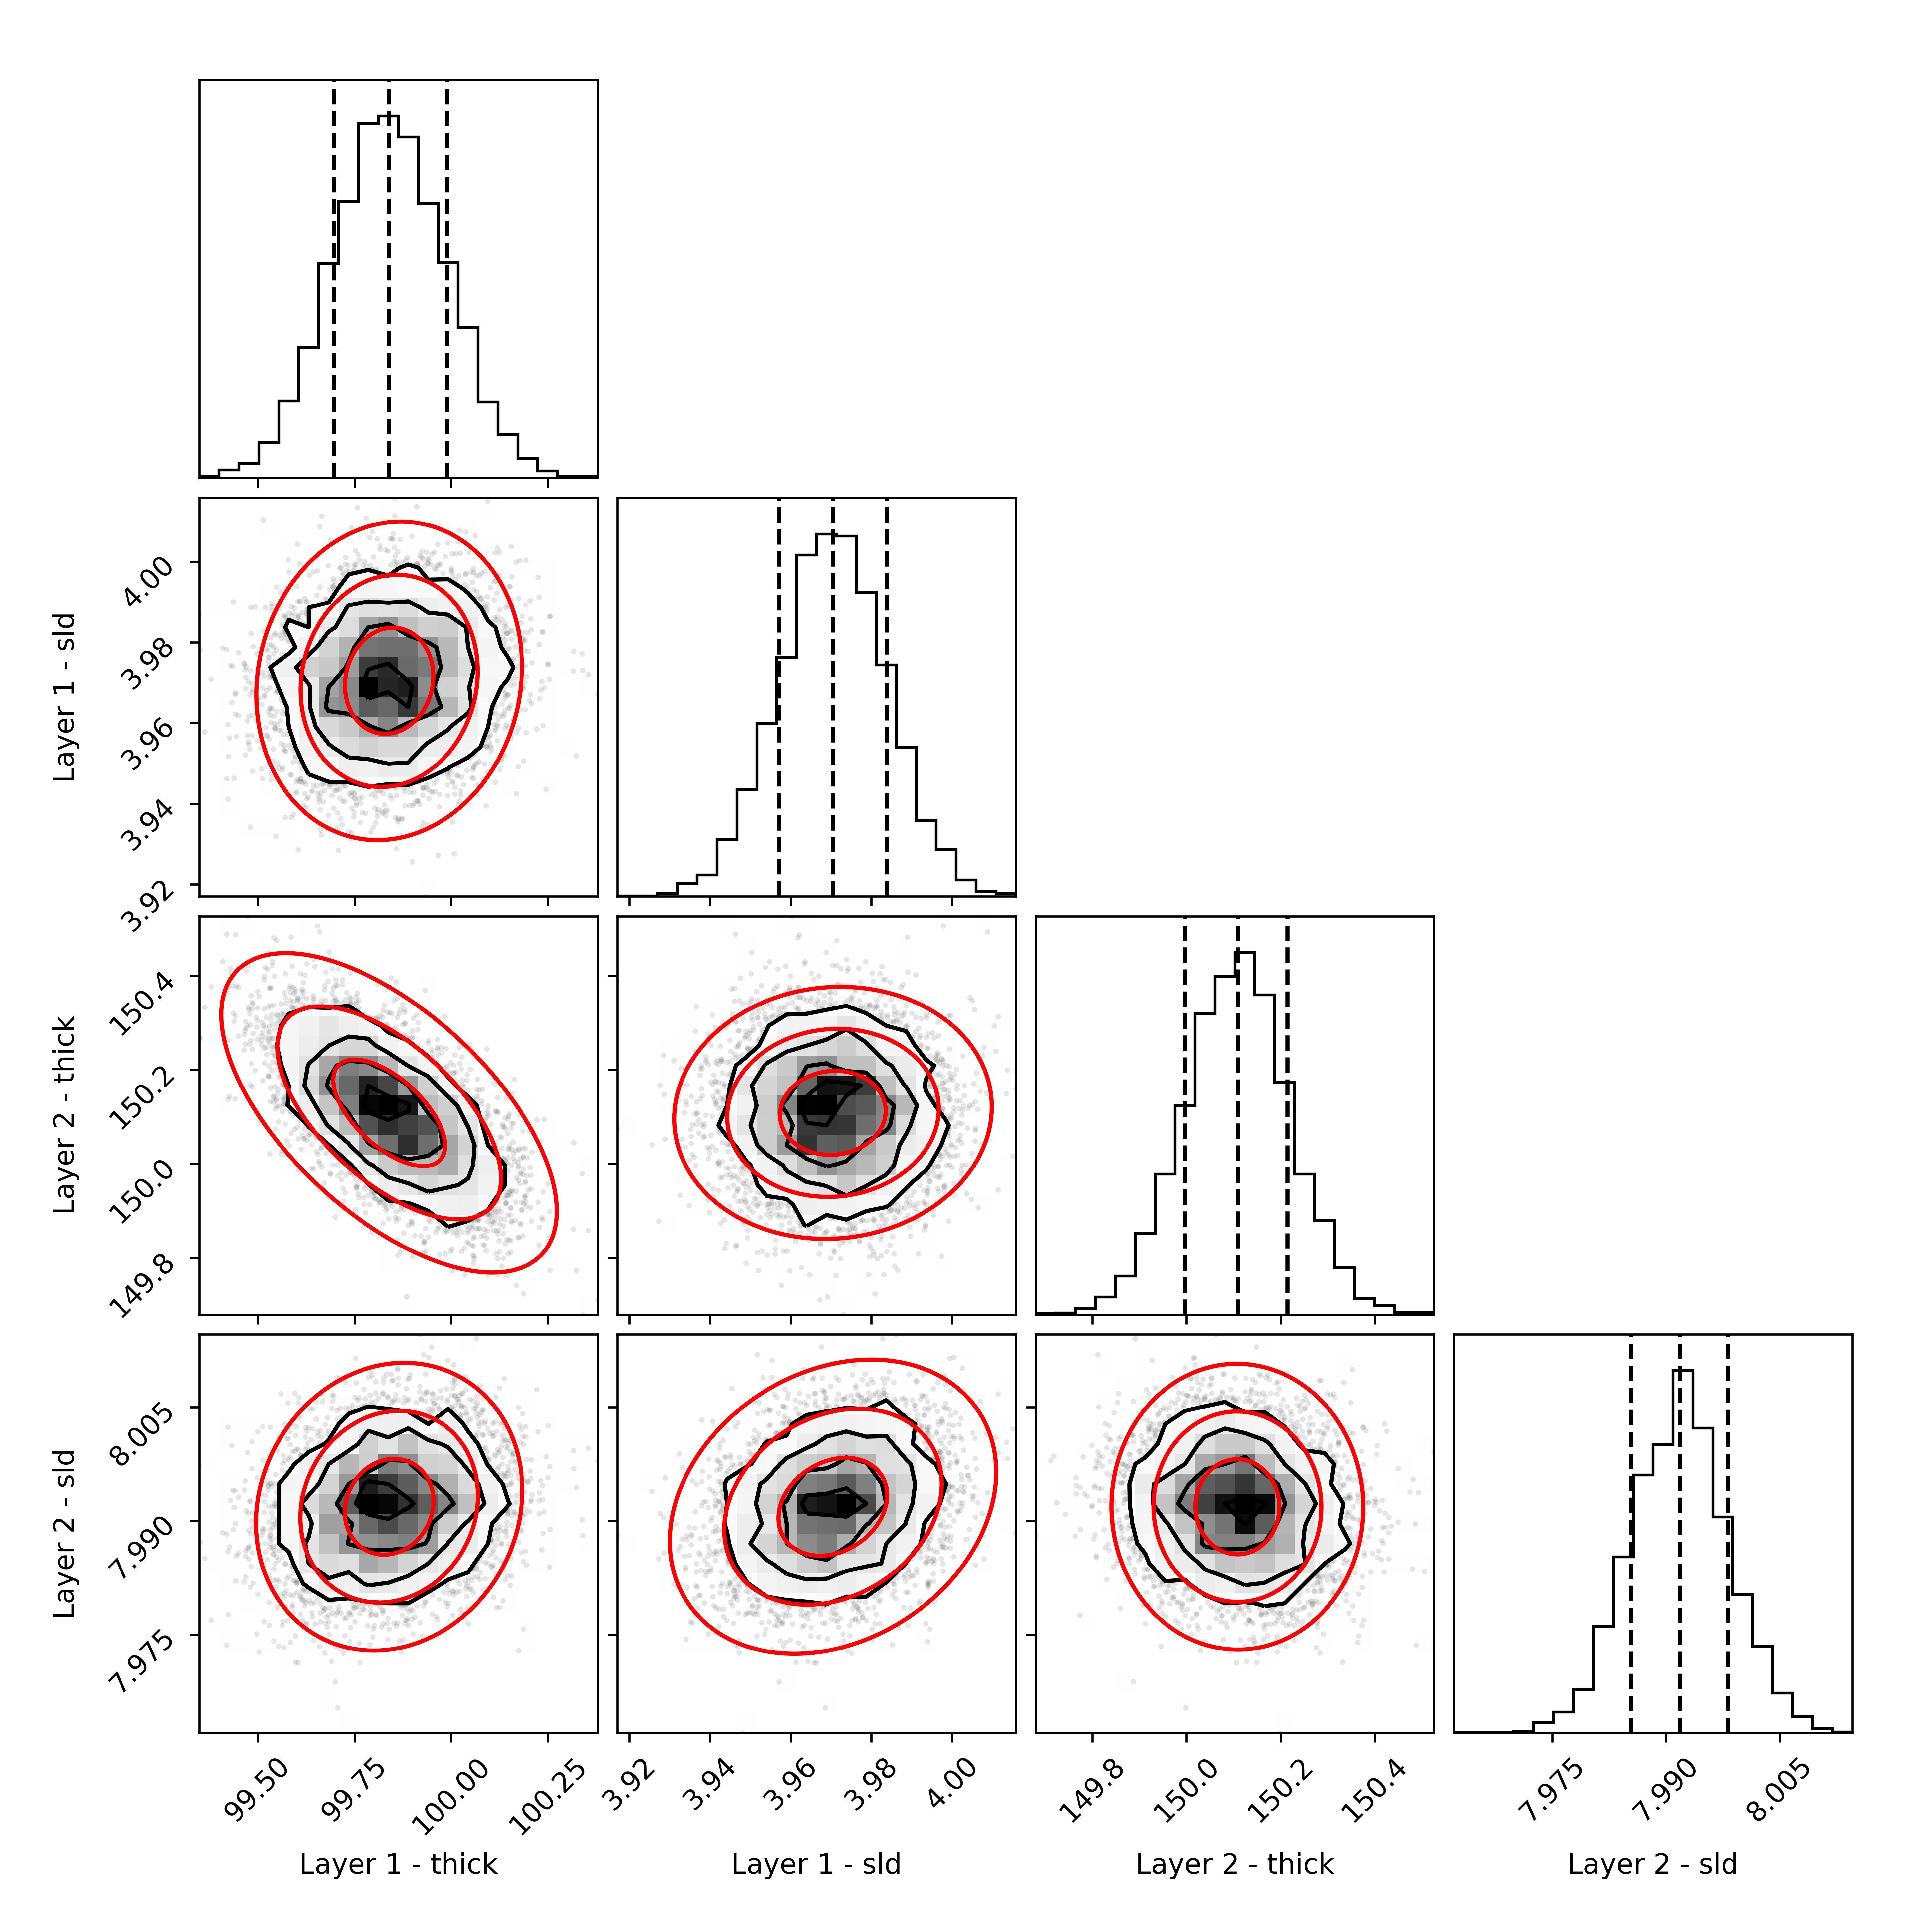 Layer 1 - sld
4.00
3.98
3.96
3.94
3.92
Layer 2 - thick
150.4
150.2
150.0
149.8
Layer 2 - sld
8.005
7.990
7.975
99.50 99.75 100.00 100.25
3.92 3.94 3.96 3.98 4.00
149.8 150.0 150.2 150.4
7.975 7.990 8.005
Layer 1 - thick
Layer 1 - sld
Layer 2 - thick
Layer 2 - sld